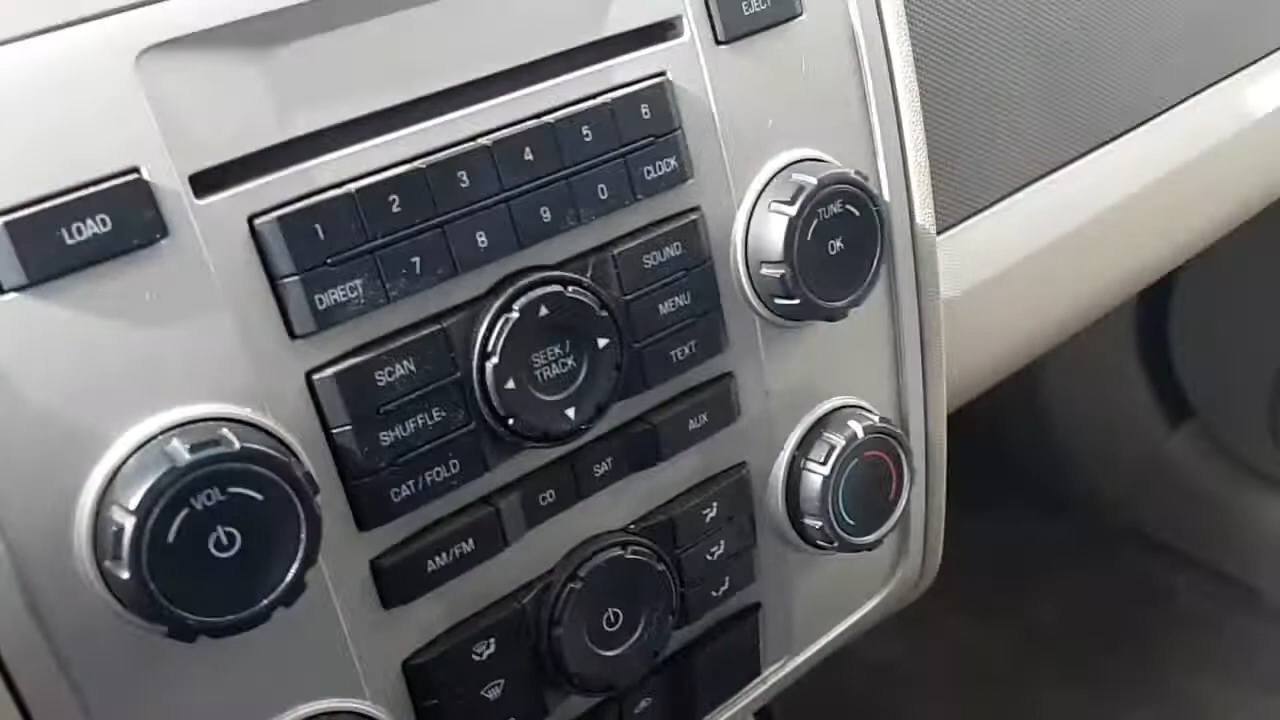 EJECT
LOAD
1 2 3 4 5 6
DIRECT 7 8 9 0 CLOCK
TUNE
OK
SOUND
MENU
TEXT
SEEK/
TRACK
SCAN
SHUFFLE
CAT/FOLD
AM/FM CD SAT AUX
VOL